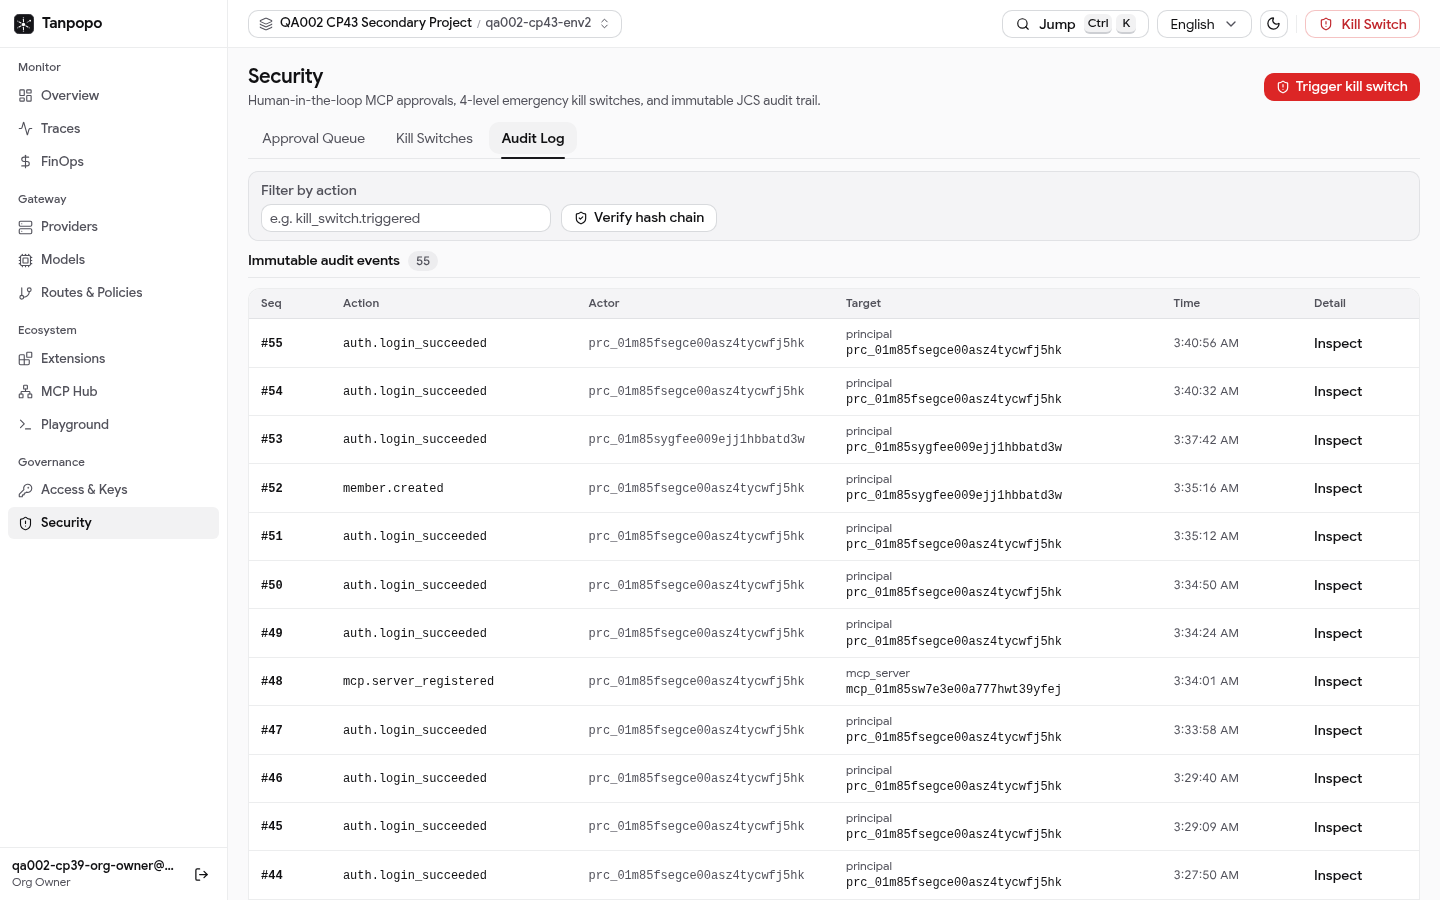 Tanpopo
QA002 CP43 Secondary Project / qa002-cp43-env2
Jump Ctrl K
English
Kill Switch
Monitor
Overview
Traces
FinOps
Gateway
Providers
Models
Routes & Policies
Ecosystem
Extensions
MCP Hub
Playground
Governance
Access & Keys
Security
qa002-cp39-org-owner@...
Org Owner
Security
Human-in-the-loop MCP approvals, 4-level emergency kill switches, and immutable JCS audit trail.
Trigger kill switch
Approval Queue Kill Switches Audit Log
Filter by action
e.g. kill_switch.triggered
Verify hash chain
Immutable audit events 55
Seq Action Actor Target Time Detail
#55 auth.login_succeeded prc_01m85fsegce00asz4tycwfj5hk principal 3:40:56 AM Inspect
prc_01m85fsegce00asz4tycwfj5hk
#54 auth.login_succeeded prc_01m85fsegce00asz4tycwfj5hk principal 3:40:32 AM Inspect
prc_01m85fsegce00asz4tycwfj5hk
#53 auth.login_succeeded prc_01m85sygfee009ejj1hbbatd3w principal 3:37:42 AM Inspect
prc_01m85sygfee009ejj1hbbatd3w
#52 member.created prc_01m85fsegce00asz4tycwfj5hk principal 3:35:16 AM Inspect
prc_01m85sygfee009ejj1hbbatd3w
#51 auth.login_succeeded prc_01m85fsegce00asz4tycwfj5hk principal 3:35:12 AM Inspect
prc_01m85fsegce00asz4tycwfj5hk
#50 auth.login_succeeded prc_01m85fsegce00asz4tycwfj5hk principal 3:34:50 AM Inspect
prc_01m85fsegce00asz4tycwfj5hk
#49 auth.login_succeeded prc_01m85fsegce00asz4tycwfj5hk principal 3:34:24 AM Inspect
prc_01m85fsegce00asz4tycwfj5hk
#48 mcp.server_registered prc_01m85fsegce00asz4tycwfj5hk mcp_server 3:34:01 AM Inspect
mcp_01m85sw7e3e00a777hwt39yfej
#47 auth.login_succeeded prc_01m85fsegce00asz4tycwfj5hk principal 3:33:58 AM Inspect
prc_01m85fsegce00asz4tycwfj5hk
#46 auth.login_succeeded prc_01m85fsegce00asz4tycwfj5hk principal 3:29:40 AM Inspect
prc_01m85fsegce00asz4tycwfj5hk
#45 auth.login_succeeded prc_01m85fsegce00asz4tycwfj5hk principal 3:29:09 AM Inspect
prc_01m85fsegce00asz4tycwfj5hk
#44 auth.login_succeeded prc_01m85fsegce00asz4tycwfj5hk principal 3:27:50 AM Inspect
prc_01m85fsegce00asz4tycwfj5hk